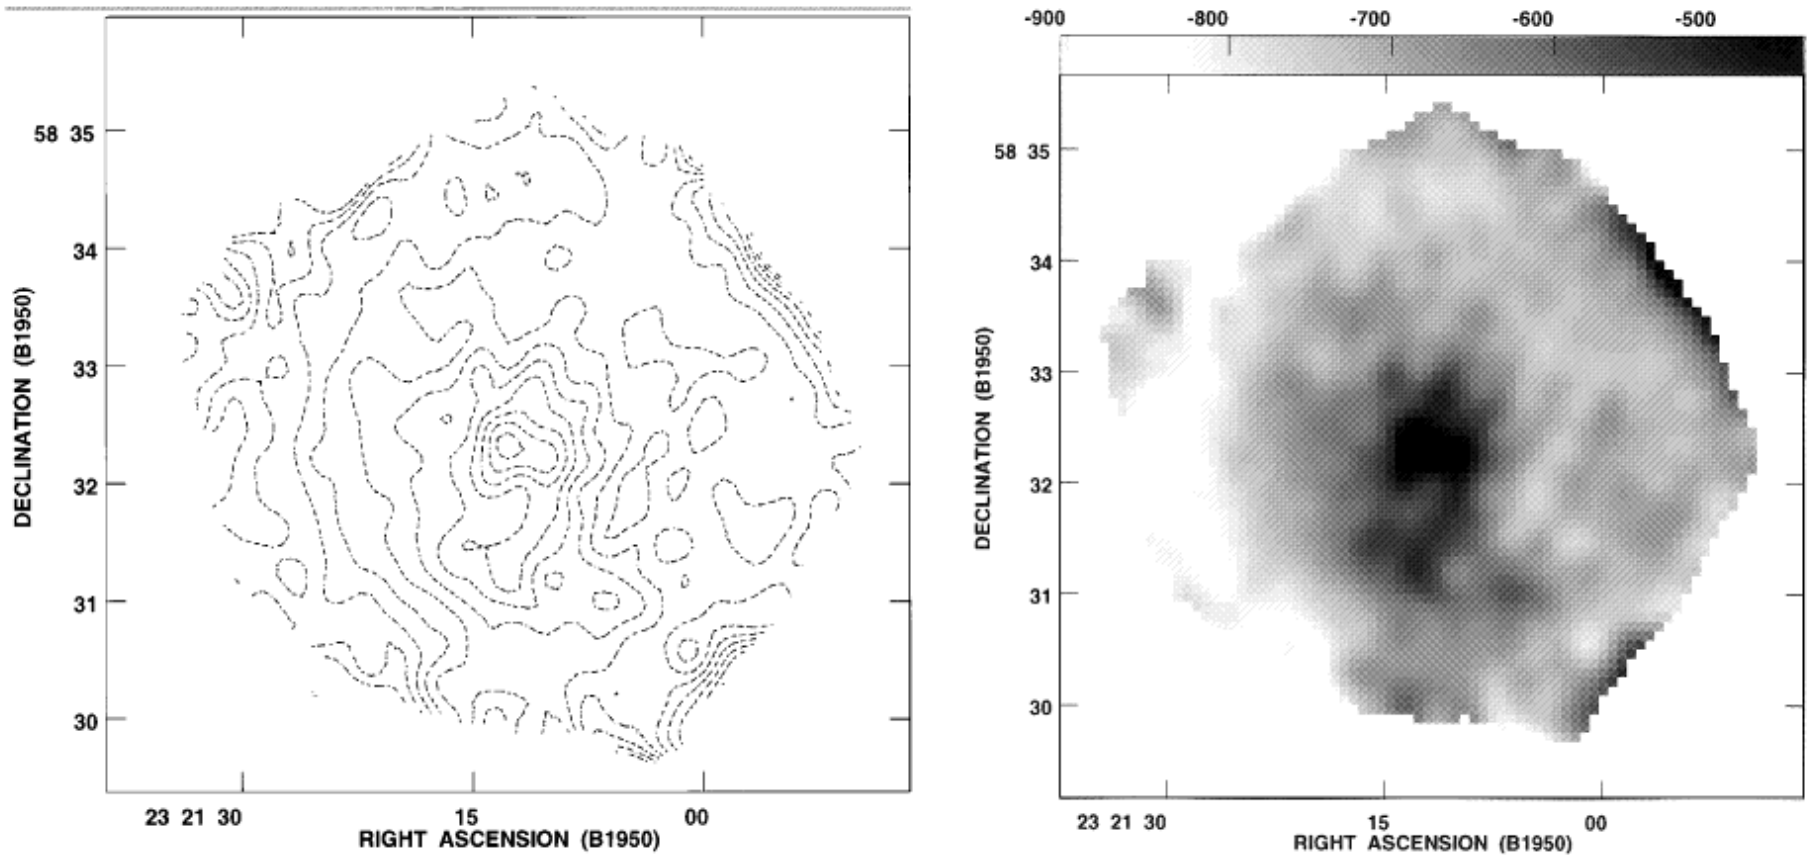 58 35
34
33
32
31
30
DECLINATION (B1950)
23 21 30 15 00
RIGHT ASCENSION (B1950)
-900 -800 -700 -600 -500
58 35
34
33
32
31
30
DECLINATION (B1950)
23 21 30 15 00
RIGHT ASCENSION (B1950)